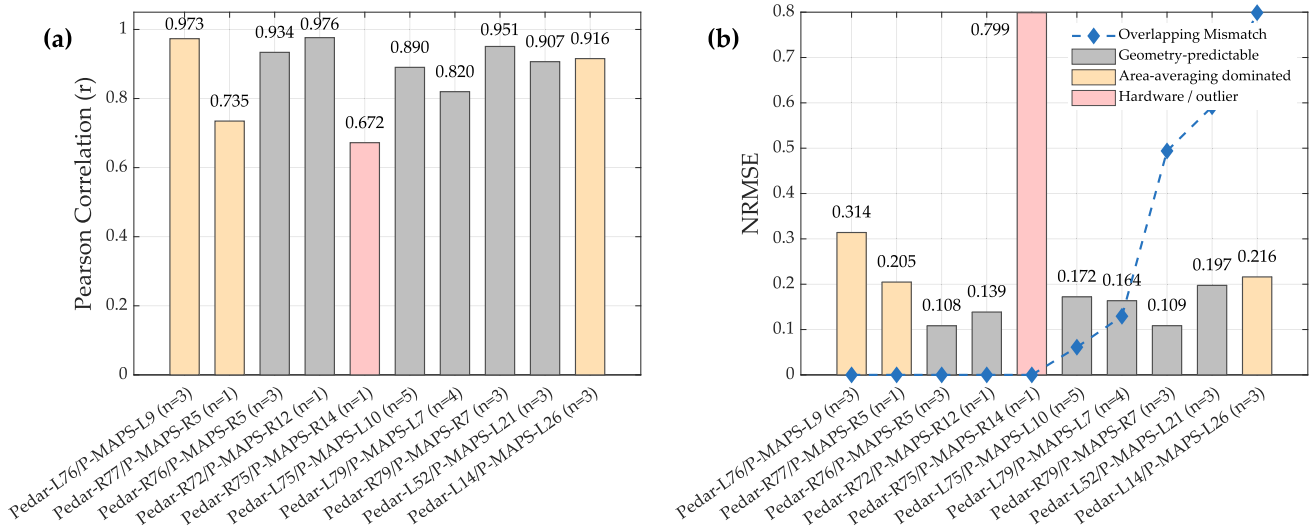 (a)
Pearson Correlation (r)
1
0.8
0.6
0.4
0.2
0
0.973
0.735
0.934
0.976
0.672
0.890
0.820
0.951
0.907
0.916
Pedar-L76/P-MAPS-L9 (n=3)
Pedar-R77/P-MAPS-R5 (n=1)
Pedar-R76/P-MAPS-R5 (n=3)
Pedar-R72/P-MAPS-R12 (n=1)
Pedar-R75/P-MAPS-R14 (n=1)
Pedar-L75/P-MAPS-L10 (n=5)
Pedar-L79/P-MAPS-L7 (n=4)
Pedar-R79/P-MAPS-R7 (n=3)
Pedar-L52/P-MAPS-L21 (n=3)
Pedar-L14/P-MAPS-L26 (n=3)
(b)
NRMSE
0.8
0.7
0.6
0.5
0.4
0.3
0.2
0.1
0
Overlapping Mismatch
Geometry-predictable
Area-averaging dominated
Hardware / outlier
0.314
0.205
0.108
0.139
0.799
0.172
0.164
0.109
0.197
0.216
Pedar-L76/P-MAPS-L9 (n=3)
Pedar-R77/P-MAPS-R5 (n=1)
Pedar-R76/P-MAPS-R5 (n=3)
Pedar-R72/P-MAPS-R12 (n=1)
Pedar-R75/P-MAPS-R14 (n=1)
Pedar-L75/P-MAPS-L10 (n=5)
Pedar-L79/P-MAPS-L7 (n=4)
Pedar-R79/P-MAPS-R7 (n=3)
Pedar-L52/P-MAPS-L21 (n=3)
Pedar-L14/P-MAPS-L26 (n=3)